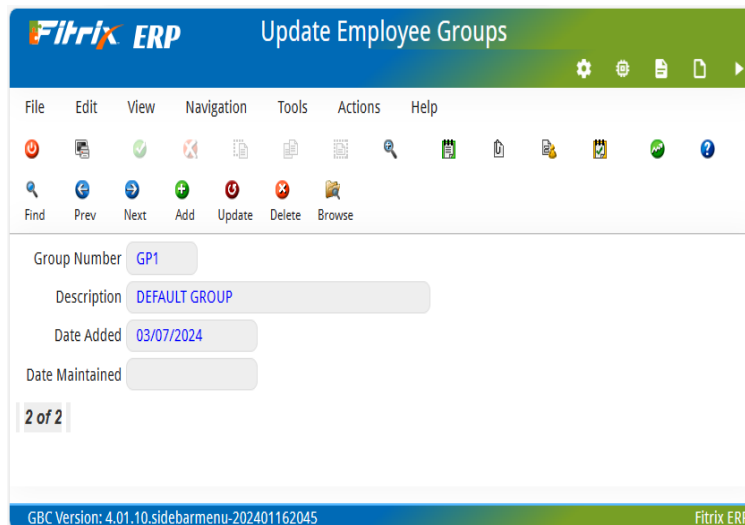 Fitrix ERP Update Employee Groups
File Edit View Navigation Tools Actions Help
Find Prev Next Add Update Delete Browse
Group Number GP1
Description DEFAULT GROUP
Date Added 03/07/2024
Date Maintained
2 of 2
GBC Version: 4.01.10.sidebarmenu-202401162045 Fitrix ERP